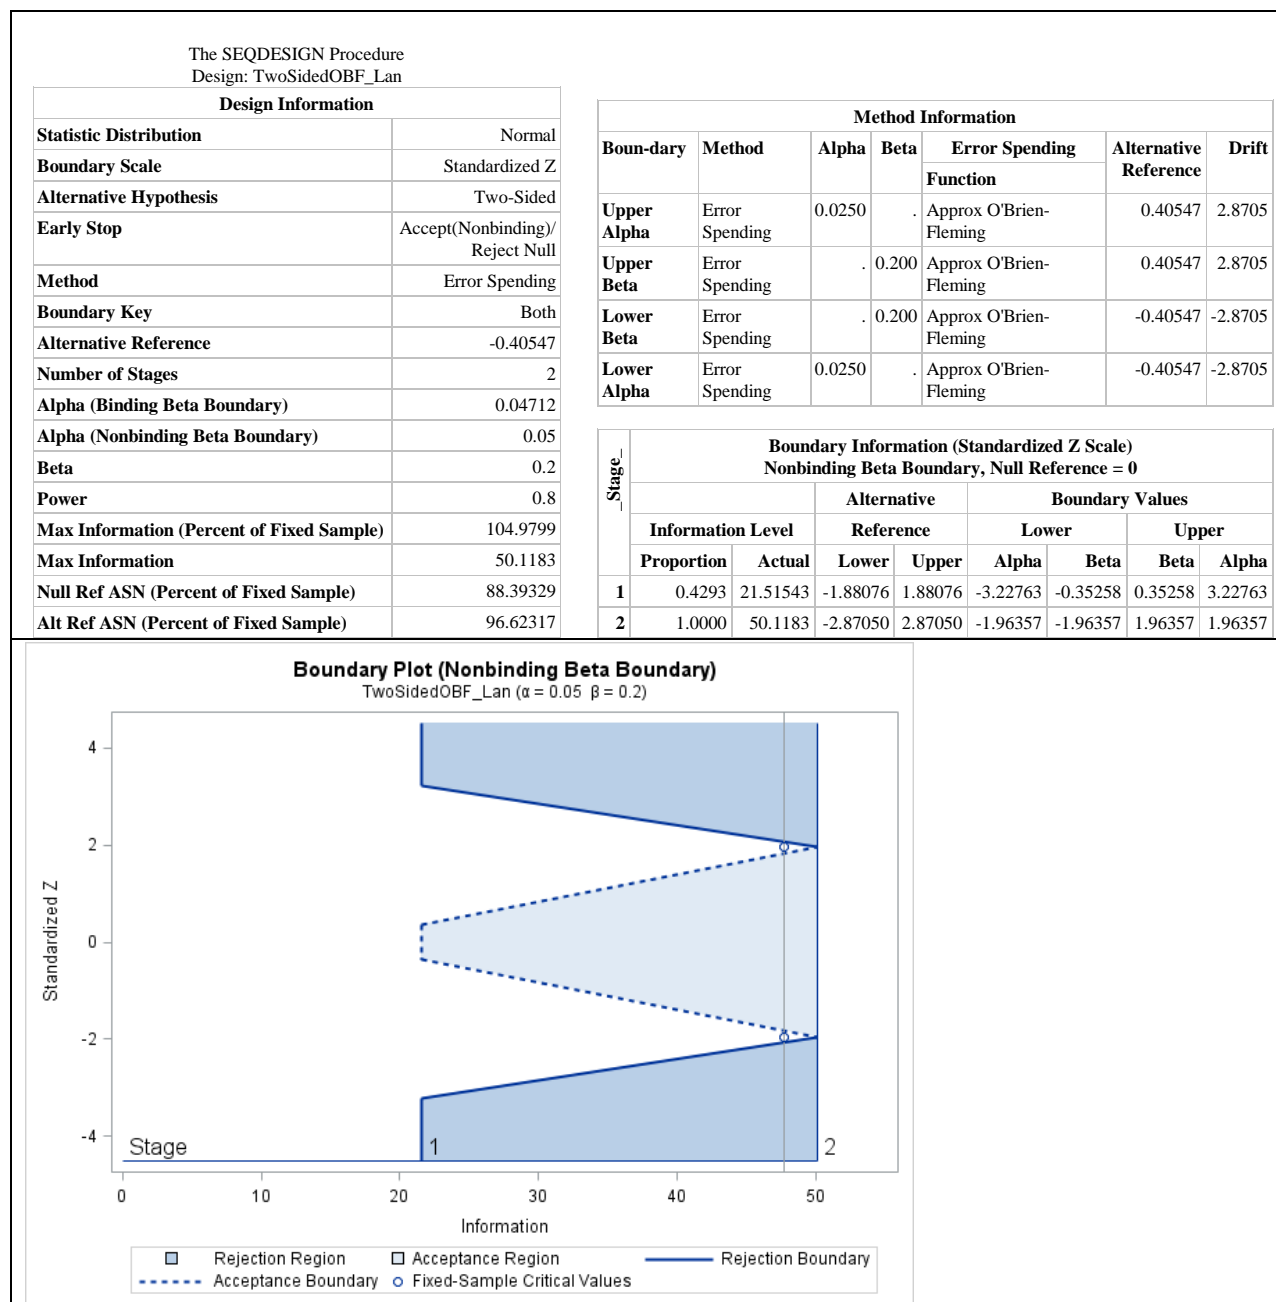 The SEQDESIGN Procedure
Design: TwoSidedOBF_Lan
Design Information
Statistic Distribution Normal
Boundary Scale Standardized Z
Alternative Hypothesis Two-Sided
Early Stop Accept(Nonbinding)/
Reject Null
Method Error Spending
Boundary Key Both
Alternative Reference -0.40547
Number of Stages 2
Alpha (Binding Beta Boundary) 0.04712
Alpha (Nonbinding Beta Boundary) 0.05
Beta 0.2
Power 0.8
Max Information (Percent of Fixed Sample) 104.9799
Max Information 50.1183
Null Ref ASN (Percent of Fixed Sample) 88.39329
Alt Ref ASN (Percent of Fixed Sample) 96.62317
Method Information
Boun-dary Method Alpha Beta Error Spending Alternative Drift
Function Reference
Upper Error 0.0250 . Approx O'Brien- 0.40547 2.8705
Alpha Spending Fleming
Upper Error . 0.200 Approx O'Brien- 0.40547 2.8705
Beta Spending Fleming
Lower Error . 0.200 Approx O'Brien- -0.40547 -2.8705
Beta Spending Fleming
Lower Error 0.0250 . Approx O'Brien- -0.40547 -2.8705
Alpha Spending Fleming
_Stage_
Boundary Information (Standardized Z Scale)
Nonbinding Beta Boundary, Null Reference = 0
Alternative Boundary Values
Information Level Reference Lower Upper
Proportion Actual Lower Upper Alpha Beta Beta Alpha
1 0.4293 21.51543 -1.88076 1.88076 -3.22763 -0.35258 0.35258 3.22763
2 1.0000 50.1183 -2.87050 2.87050 -1.96357 -1.96357 1.96357 1.96357
Boundary Plot (Nonbinding Beta Boundary)
TwoSidedOBF_Lan (α = 0.05 β = 0.2)
Standardized Z
4
2
0
-2
-4
Stage 1 2
0 10 20 30 40 50
Information
Rejection Region Acceptance Region Rejection Boundary
Acceptance Boundary Fixed-Sample Critical Values